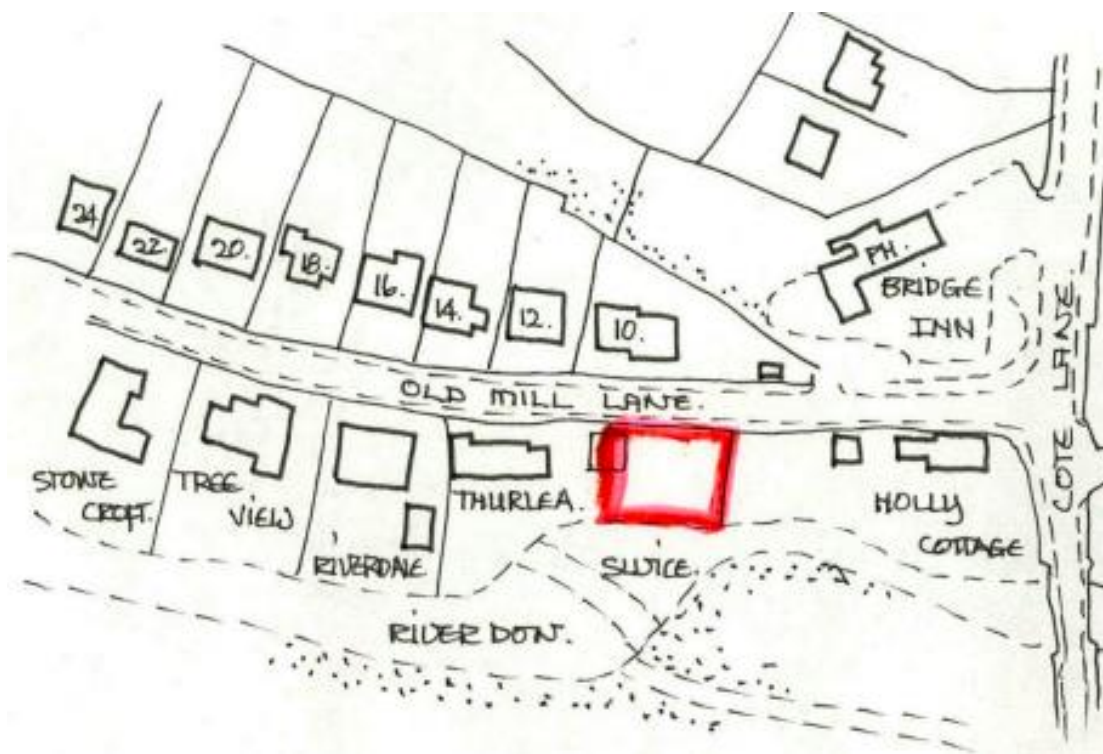 24
22.
20.
18.
16.
14.
12.
10.
PH.
BRIDGE
INN
COTE LANE
OLD MILL LANE.
STONE
CROFT.
TREE
VIEW
RIVERDALE
THURLEA.
SLUICE.
HOLLY
COTTAGE
RIVER DON.